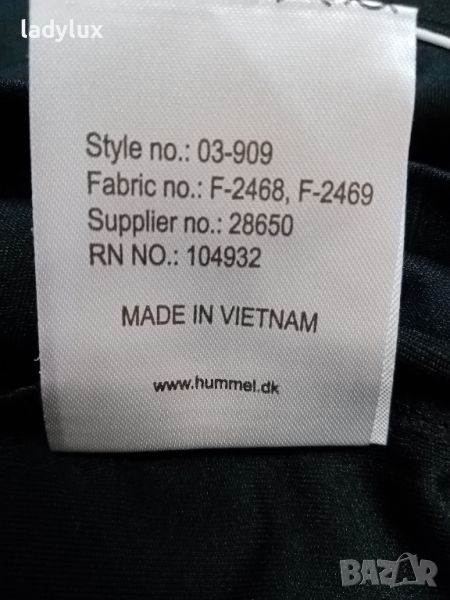 ladylux
Style no.: 03-909
Fabric no.: F-2468, F-2469
Supplier no.: 28650
RN NO.: 104932
MADE IN VIETNAM
www.hummel.dk
BAZAR